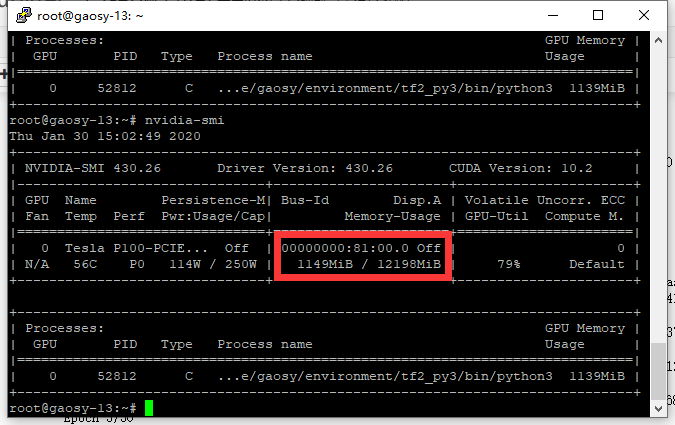 root@gaosy-13: ~
| Processes: GPU Memory |
| GPU PID Type Process name Usage |
|=============================================================================|
| 0 52812 C ...e/gaosy/environment/tf2_py3/bin/python3 1139MiB |
+-----------------------------------------------------------------------------+
root@gaosy-13:~# nvidia-smi
Thu Jan 30 15:02:49 2020
+-----------------------------------------------------------------------------+
| NVIDIA-SMI 430.26 Driver Version: 430.26 CUDA Version: 10.2 |
|-------------------------------+----------------------+----------------------+
| GPU Name Persistence-M| Bus-Id Disp.A | Volatile Uncorr. ECC |
| Fan Temp Perf Pwr:Usage/Cap| Memory-Usage | GPU-Util Compute M. |
|===============================+======================+======================|
| 0 Tesla P100-PCIE... Off | 00000000:81:00.0 Off | 0 |
| N/A 56C P0 114W / 250W | 1149MiB / 12198MiB | 79% Default |
+-------------------------------+----------------------+----------------------+
+-----------------------------------------------------------------------------+
| Processes: GPU Memory |
| GPU PID Type Process name Usage |
|=============================================================================|
| 0 52812 C ...e/gaosy/environment/tf2_py3/bin/python3 1139MiB |
+-----------------------------------------------------------------------------+
root@gaosy-13:~#